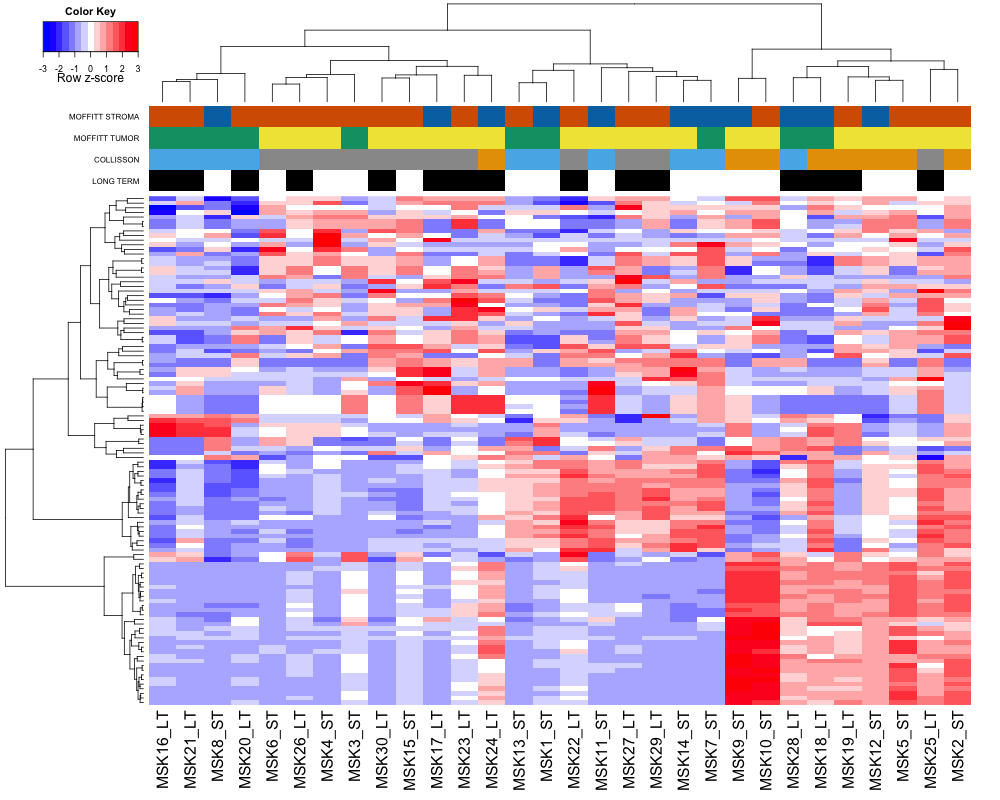 Color Key
-3 -2 -1 0 1 2 3
Row z-score
MOFFITT STROMA
MOFFITT TUMOR
COLLISSON
LONG TERM
MSK16_LT
MSK21_LT
MSK8_ST
MSK20_LT
MSK6_ST
MSK26_LT
MSK4_ST
MSK3_ST
MSK30_LT
MSK15_ST
MSK17_LT
MSK23_LT
MSK24_LT
MSK13_ST
MSK1_ST
MSK22_LT
MSK11_ST
MSK27_LT
MSK29_LT
MSK14_ST
MSK7_ST
MSK9_ST
MSK10_ST
MSK28_LT
MSK18_LT
MSK19_LT
MSK12_ST
MSK5_ST
MSK25_LT
MSK2_ST